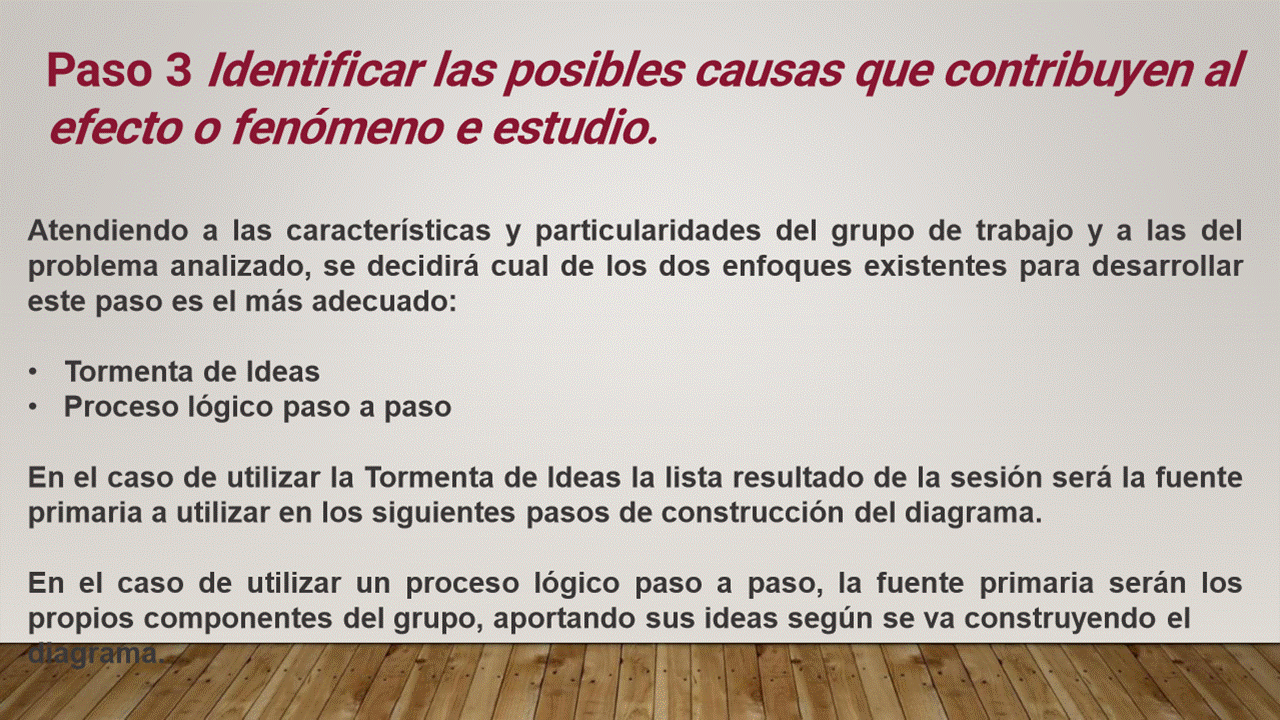 Paso 3 Identificar las posibles causas que contribuyen al
efecto o fenómeno e estudio.
Atendiendo a las características y particularidades del grupo de trabajo y a las del
problema analizado, se decidirá cual de los dos enfoques existentes para desarrollar
este paso es el más adecuado:
• Tormenta de Ideas
• Proceso lógico paso a paso
En el caso de utilizar la Tormenta de Ideas la lista resultado de la sesión será la fuente
primaria a utilizar en los siguientes pasos de construcción del diagrama.
En el caso de utilizar un proceso lógico paso a paso, la fuente primaria serán los
propios componentes del grupo, aportando sus ideas según se va construyendo el
diagrama.